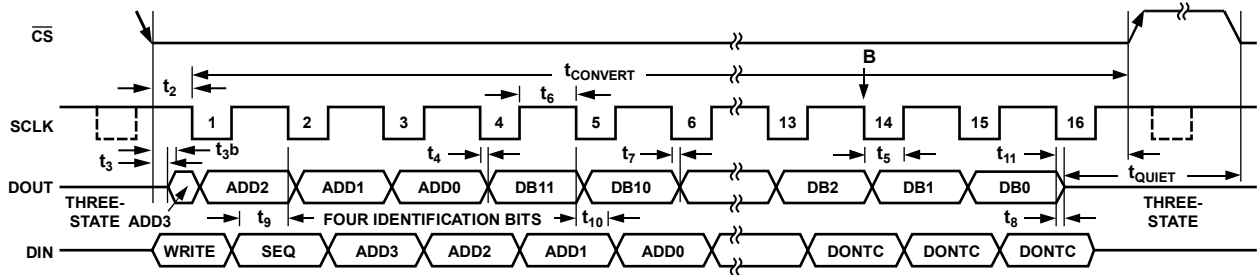 CS
B
tCONVERT
t2
t6
SCLK 1 2 3 4 5 6 13 14 15 16
t3 t3b t4 t7 t5 t11
tQUIET
DOUT ADD2 ADD1 ADD0 DB11 DB10 DB2 DB1 DB0
THREE-STATE ADD3
t9 FOUR IDENTIFICATION BITS t10 t8
THREE-STATE
DIN WRITE SEQ ADD3 ADD2 ADD1 ADD0 DONTC DONTC DONTC